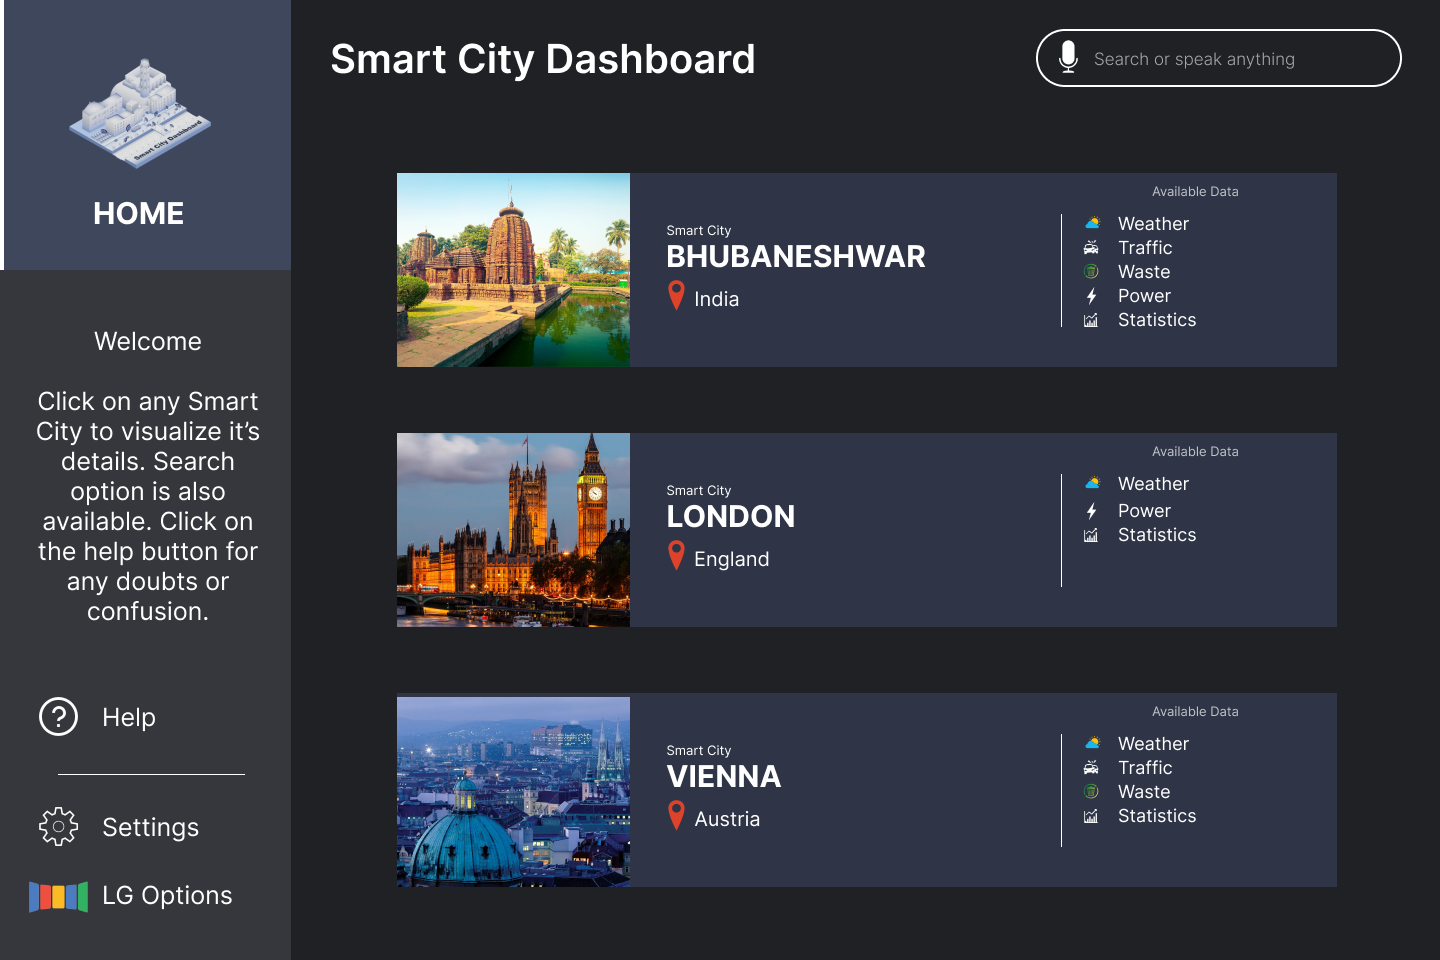 Smart City Dashboard
HOME
Welcome
Click on any Smart
City to visualize it’s
details. Search
option is also
available. Click on
the help button for
any doubts or
confusion.
Help
Settings
LG Options
Smart City Dashboard
Search or speak anything
Smart City
BHUBANESHWAR
India
Available Data
Weather
Traffic
Waste
Power
Statistics
Smart City
LONDON
England
Available Data
Weather
Power
Statistics
Smart City
VIENNA
Austria
Available Data
Weather
Traffic
Waste
Statistics